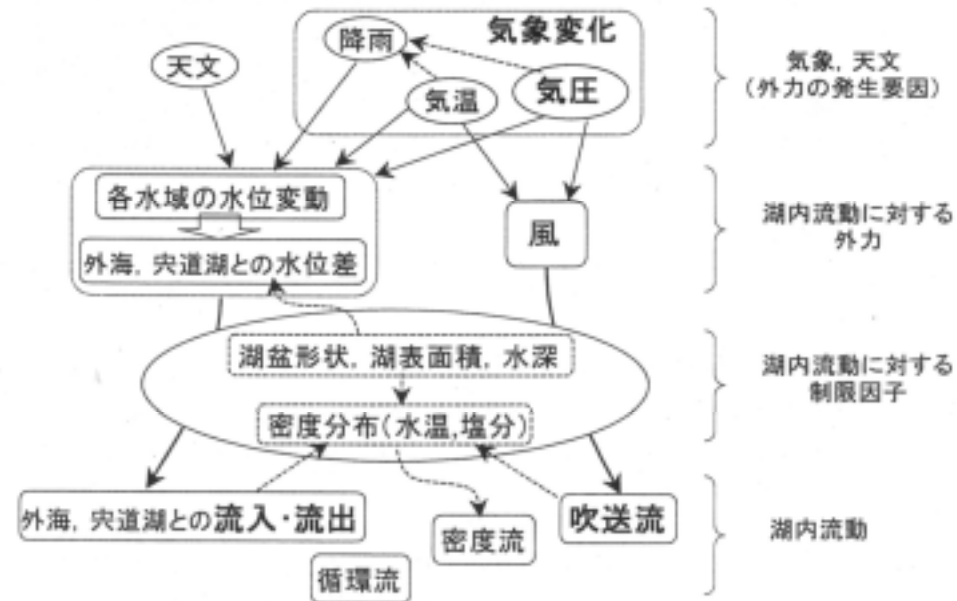 気象変化
降雨
天文
気温
気圧
気象, 天文
(外力の発生要因)
各水域の水位変動
外海, 宍道湖との水位差
風
湖内流動に対する
外力
湖盆形状, 湖表面積, 水深
密度分布(水温,塩分)
湖内流動に対する
制限因子
外海, 宍道湖との流入・流出
密度流
吹送流
循環流
湖内流動